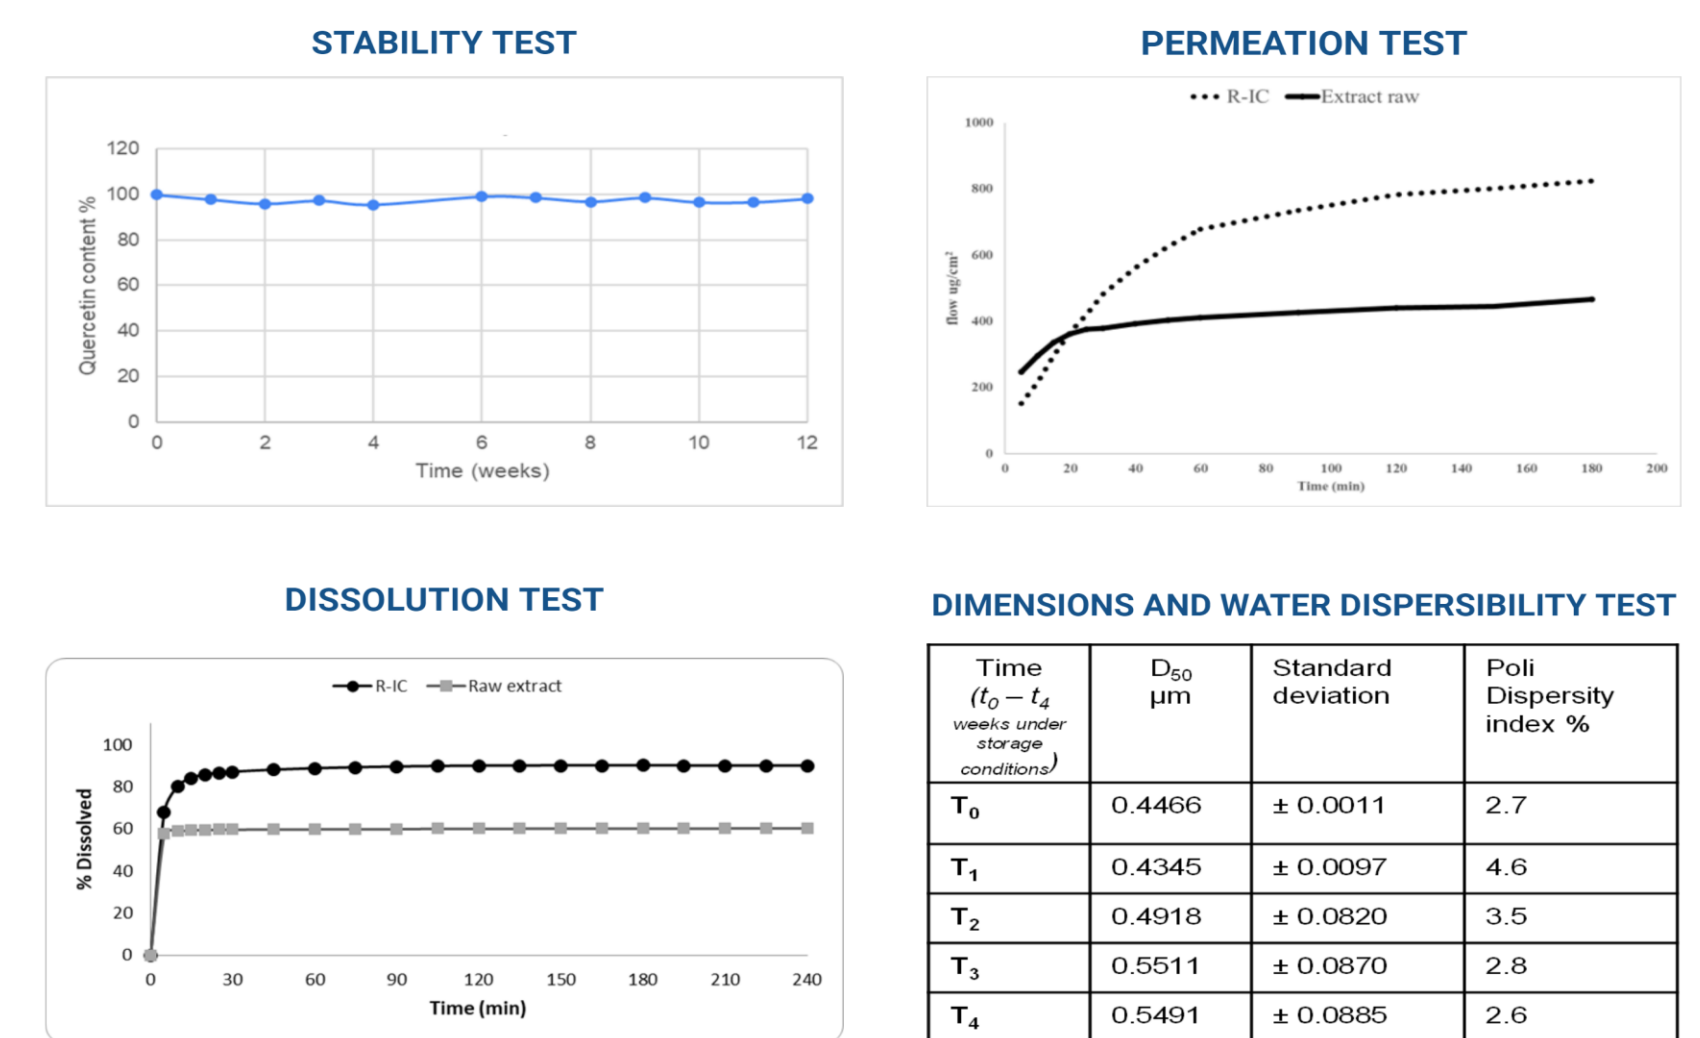 STABILITY TEST
120
100
80
60
40
20
0
Quercetin content %
0 2 4 6 8 10 12
Time (weeks)
PERMEATION TEST
R-IC Extract raw
1000
800
600
400
200
0
flow ug/cm²
0 20 40 60 80 100 120 140 160 180 200
Time (min)
DISSOLUTION TEST
R-IC Raw extract
100
80
60
40
20
0
% Dissolved
0 30 60 90 120 150 180 210 240
Time (min)
DIMENSIONS AND WATER DISPERSIBILITY TEST
Time
(t₀ – t₄
weeks under
storage
conditions)
D₅₀
µm
Standard
deviation
Poli
Dispersity
index %
T₀ 0.4466 ± 0.0011 2.7
T₁ 0.4345 ± 0.0097 4.6
T₂ 0.4918 ± 0.0820 3.5
T₃ 0.5511 ± 0.0870 2.8
T₄ 0.5491 ± 0.0885 2.6